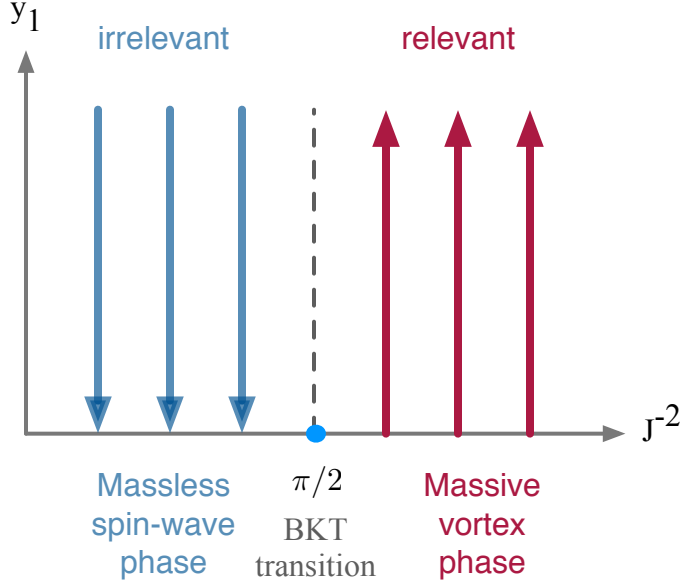 y1
irrelevant
relevant
J-2
π/2
Massless
spin-wave
phase
BKT
transition
Massive
vortex
phase